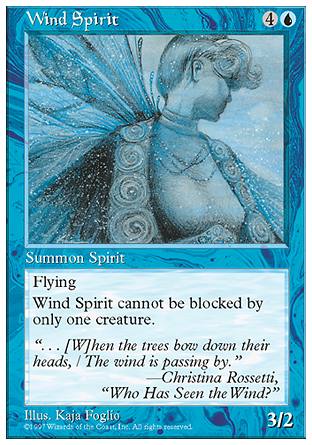 Wind Spirit 4
Summon Spirit
Flying
Wind Spirit cannot be blocked by
only one creature.
“. . . [W]hen the trees bow down their
heads, / The wind is passing by.”
—Christina Rossetti,
“Who Has Seen the Wind?”
Illus. Kaja Foglio
©1997 Wizards of the Coast, Inc. All rights reserved.
3/2